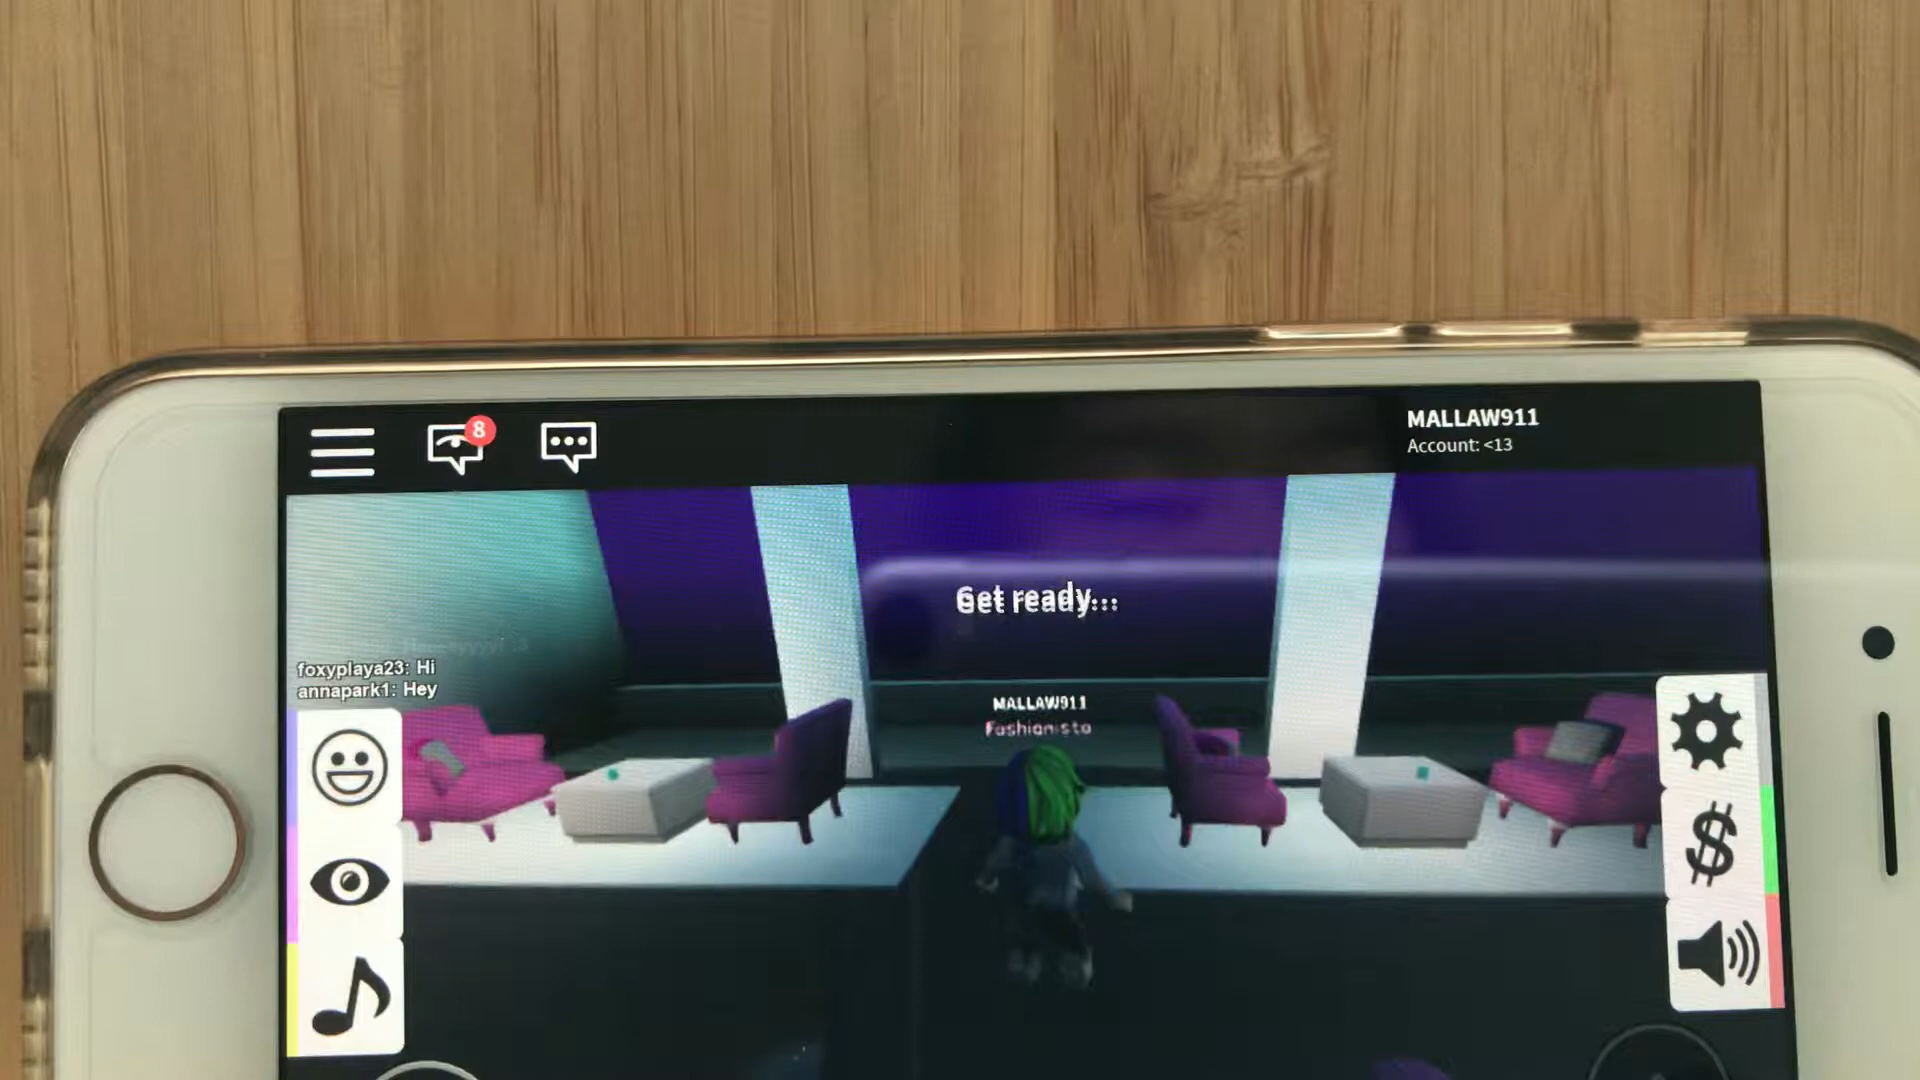 8
MALLAW911
Account: <13
Get ready...
foxyplaya23: Hi
annapark1: Hey
MALLAW911
Fashionista